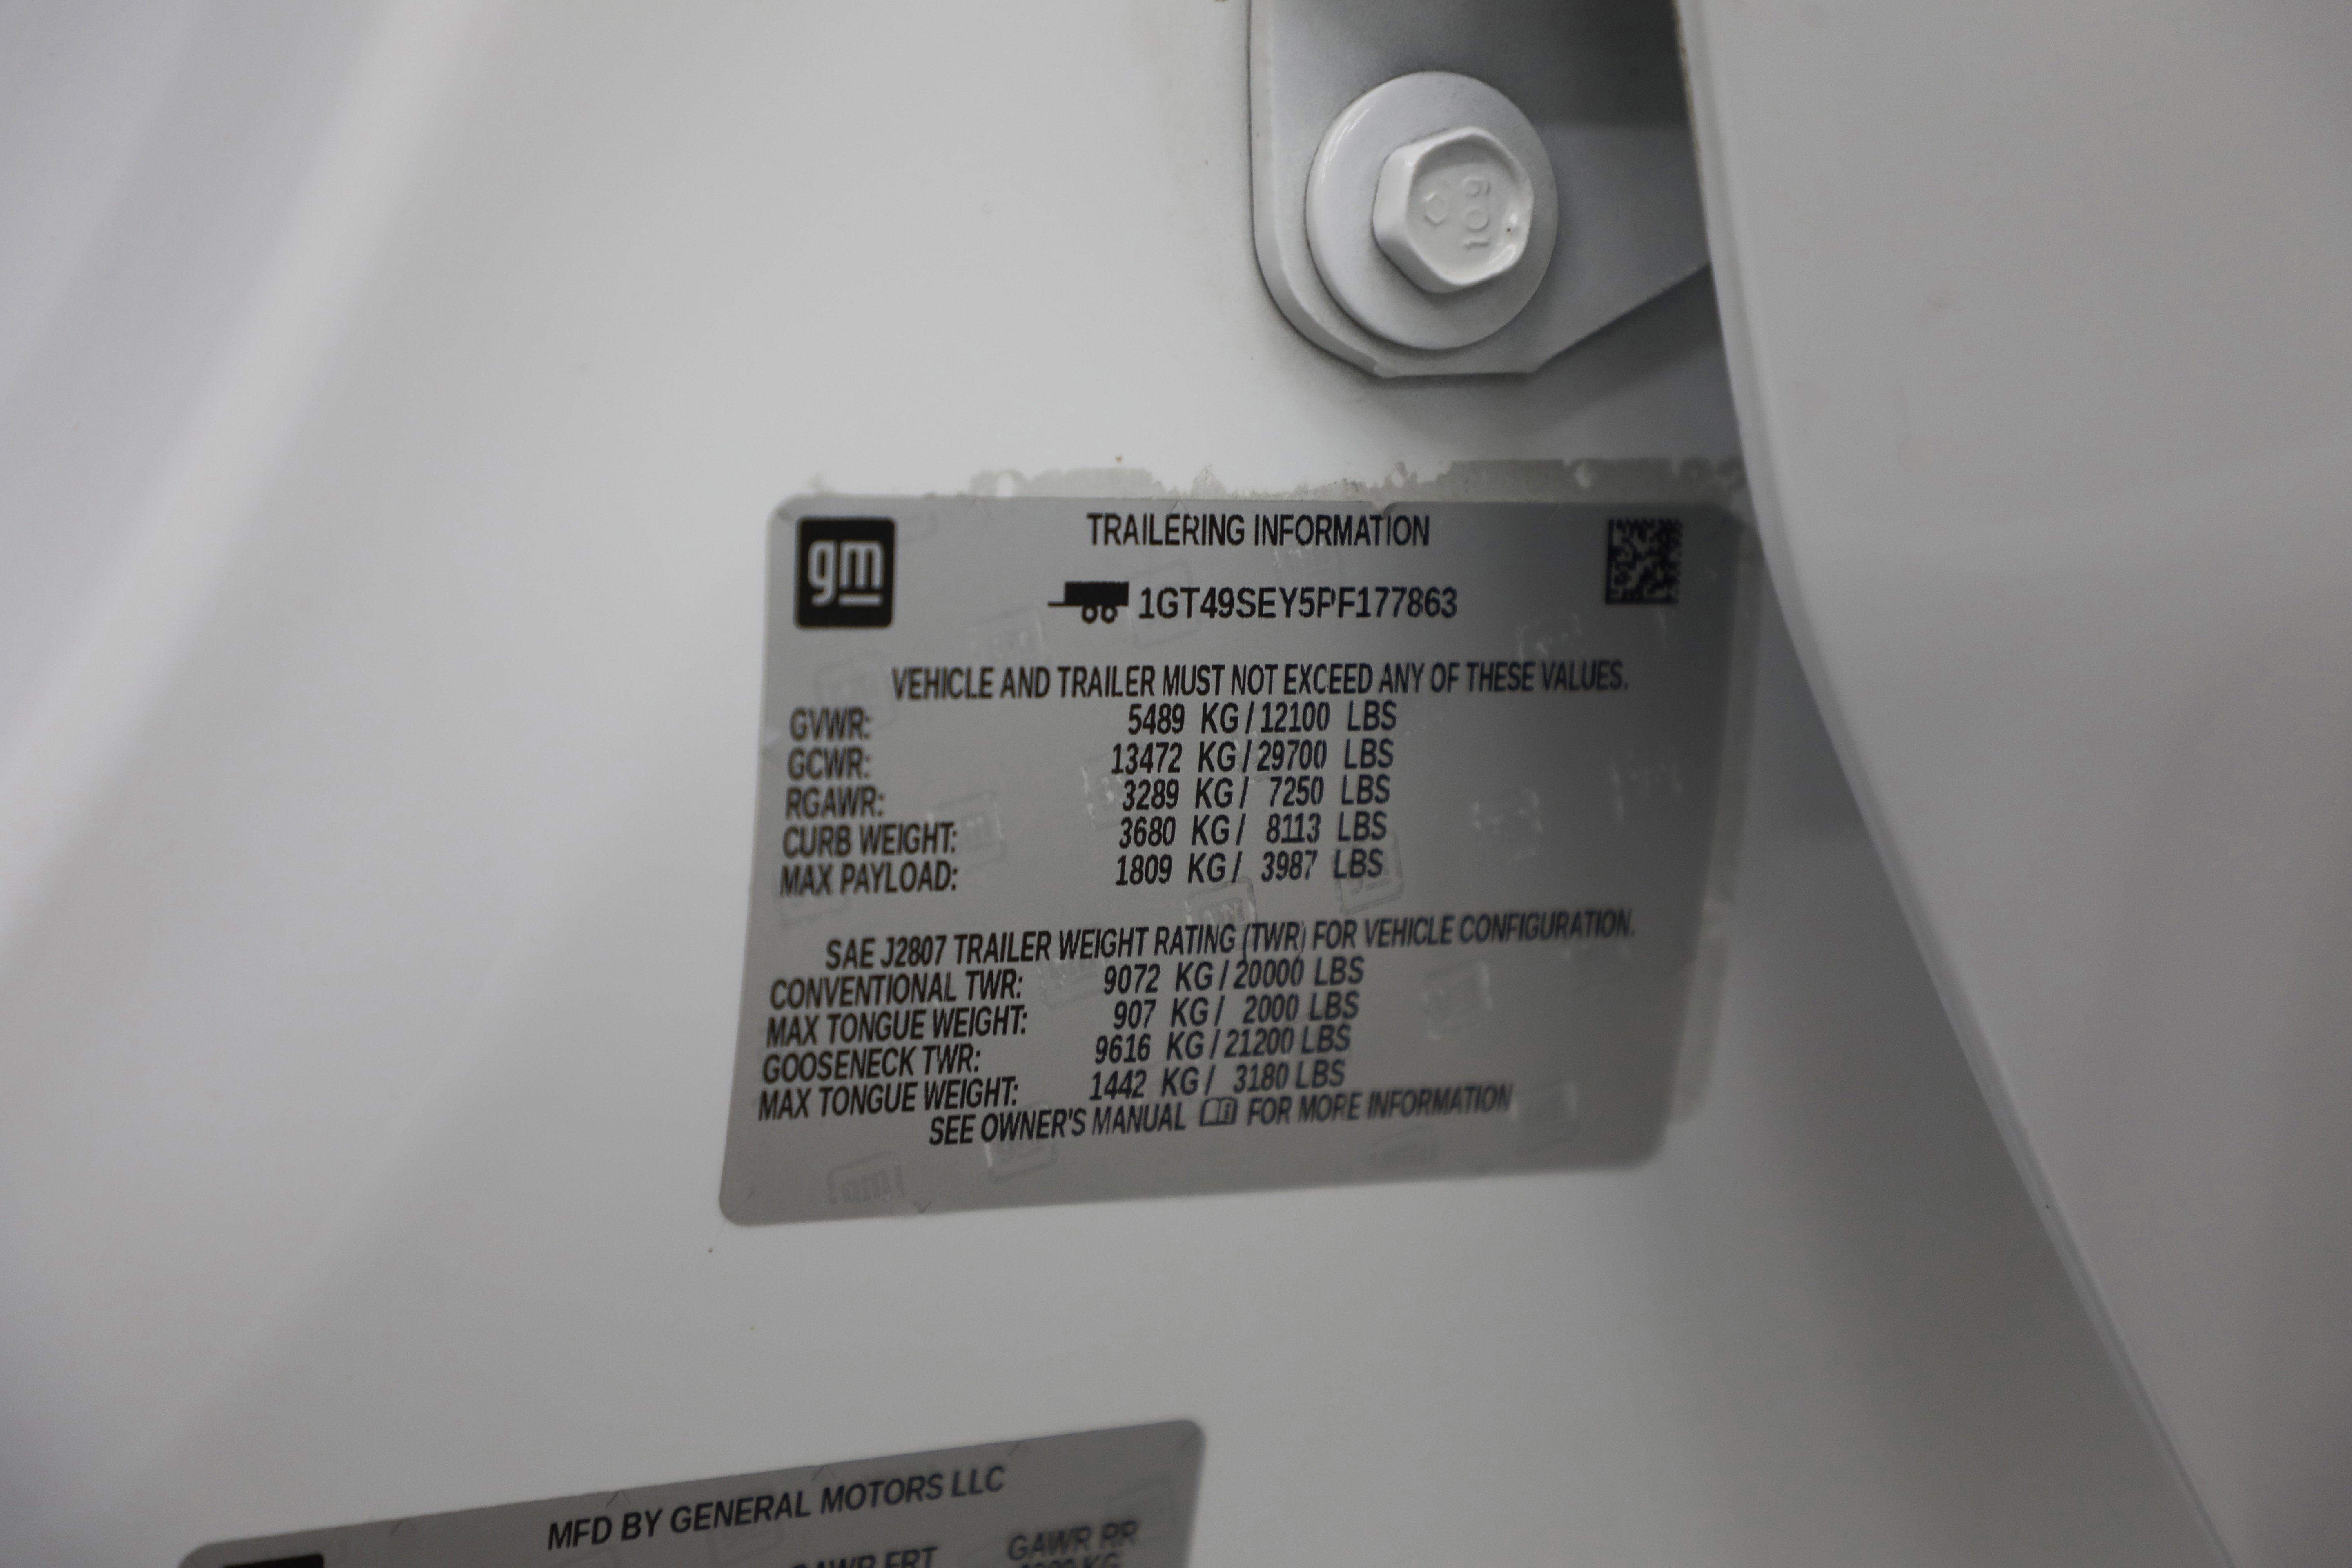 601
gm
TRAILERING INFORMATION
1GT49SEY5PF177863
VEHICLE AND TRAILER MUST NOT EXCEED ANY OF THESE VALUES.
GVWR: 5489 KG / 12100 LBS
GCWR: 13472 KG / 29700 LBS
RGAWR: 3289 KG / 7250 LBS
CURB WEIGHT: 3680 KG / 8113 LBS
MAX PAYLOAD: 1809 KG / 3987 LBS
SAE J2807 TRAILER WEIGHT RATING (TWR) FOR VEHICLE CONFIGURATION.
CONVENTIONAL TWR: 9072 KG / 20000 LBS
MAX TONGUE WEIGHT: 907 KG / 2000 LBS
GOOSENECK TWR: 9616 KG / 21200 LBS
MAX TONGUE WEIGHT: 1442 KG / 3180 LBS
SEE OWNER'S MANUAL FOR MORE INFORMATION
MFD BY GENERAL MOTORS LLC
GAWR FRT GAWR RR